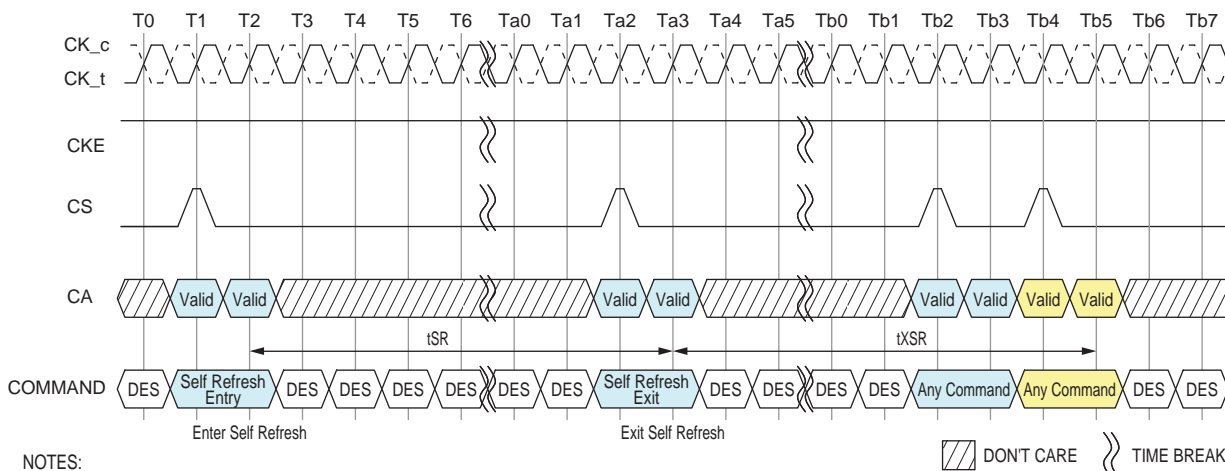 T0 T1 T2 T3 T4 T5 T6 Ta0 Ta1 Ta2 Ta3 Ta4 Ta5 Tb0 Tb1 Tb2 Tb3 Tb4 Tb5 Tb6 Tb7
CK_c
CK_t
CKE
CS
CA Valid Valid Valid Valid Valid Valid Valid Valid
tSR tXSR
COMMAND DES Self Refresh Entry DES DES DES DES DES DES Self Refresh Exit DES DES DES DES Any Command Any Command DES DES
Enter Self Refresh Exit Self Refresh
NOTES: DON'T CARE TIME BREAK